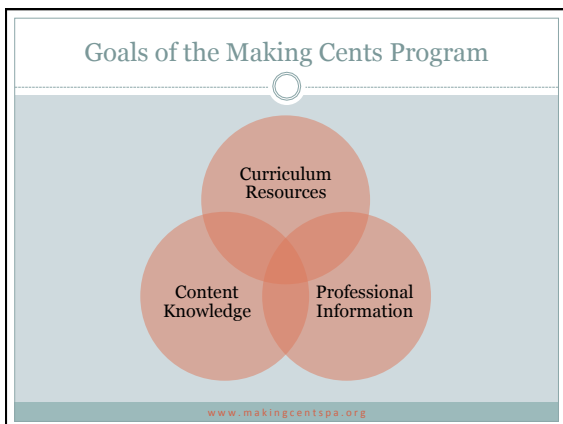 Goals of the Making Cents Program
Curriculum
Resources
Content
Knowledge
Professional
Information
www.makingcentspa.org